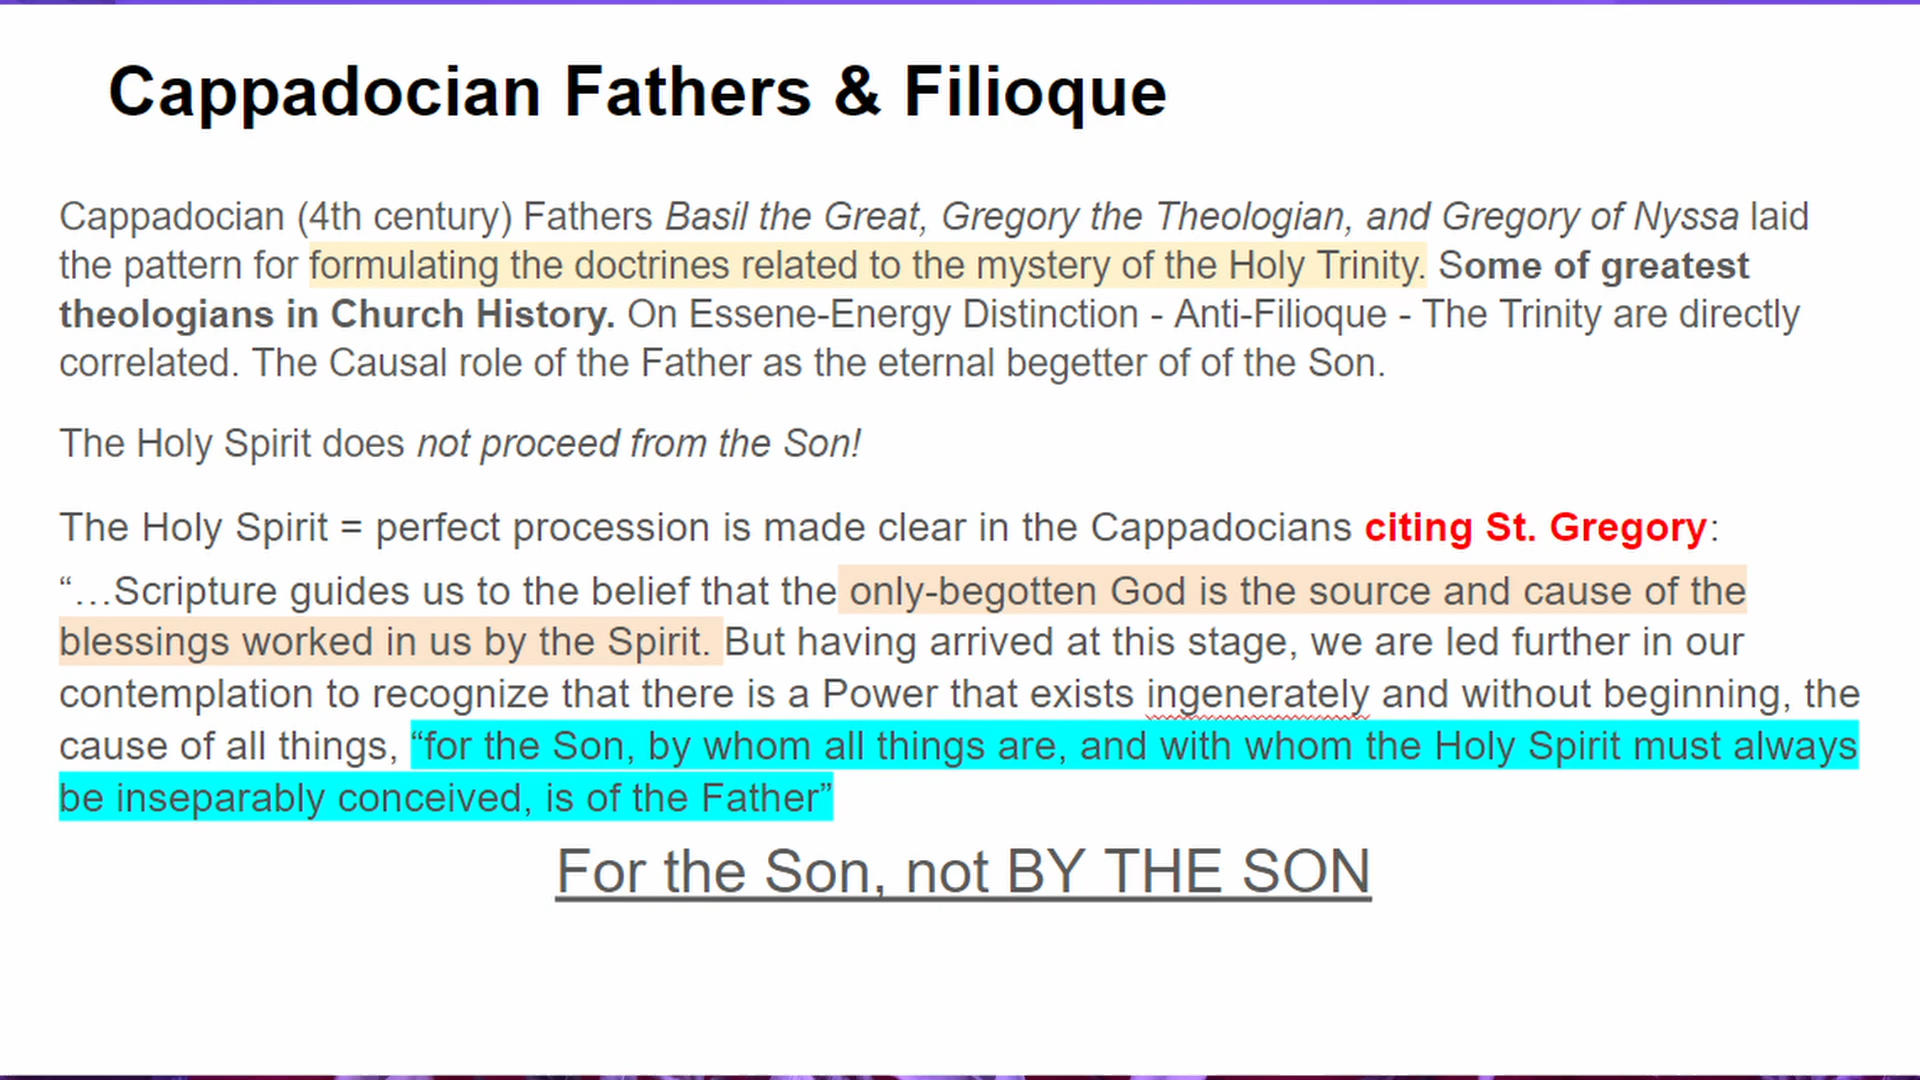 Cappadocian Fathers & Filioque
Cappadocian (4th century) Fathers Basil the Great, Gregory the Theologian, and Gregory of Nyssa laid
the pattern for formulating the doctrines related to the mystery of the Holy Trinity. Some of greatest
theologians in Church History. On Essene-Energy Distinction - Anti-Filioque - The Trinity are directly
correlated. The Causal role of the Father as the eternal begetter of of the Son.
The Holy Spirit does not proceed from the Son!
The Holy Spirit = perfect procession is made clear in the Cappadocians citing St. Gregory:
“…Scripture guides us to the belief that the only-begotten God is the source and cause of the
blessings worked in us by the Spirit. But having arrived at this stage, we are led further in our
contemplation to recognize that there is a Power that exists ingenerately and without beginning, the
cause of all things, “for the Son, by whom all things are, and with whom the Holy Spirit must always
be inseparably conceived, is of the Father”
For the Son, not BY THE SON